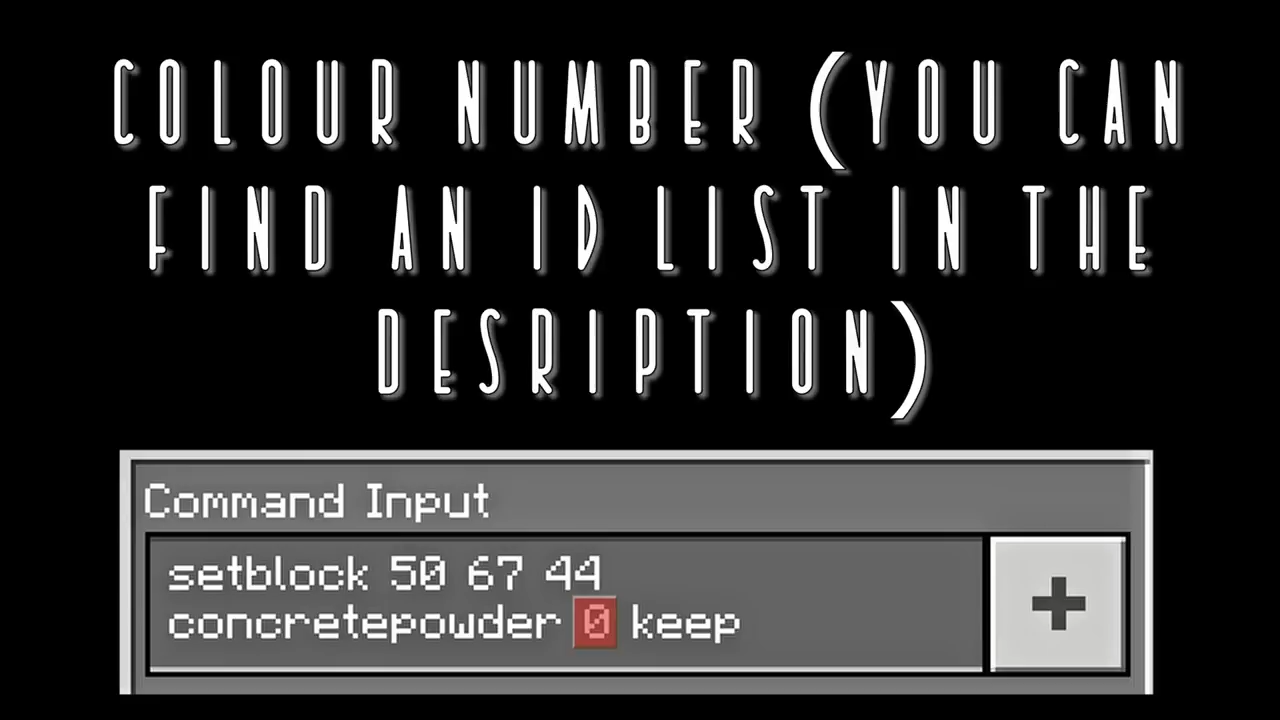 COLOUR NUMBER (YOU CAN
FIND AN ID LIST IN THE
DESRIPTION)
Command Input
setblock 50 67 44
concretepowder 0 keep
+